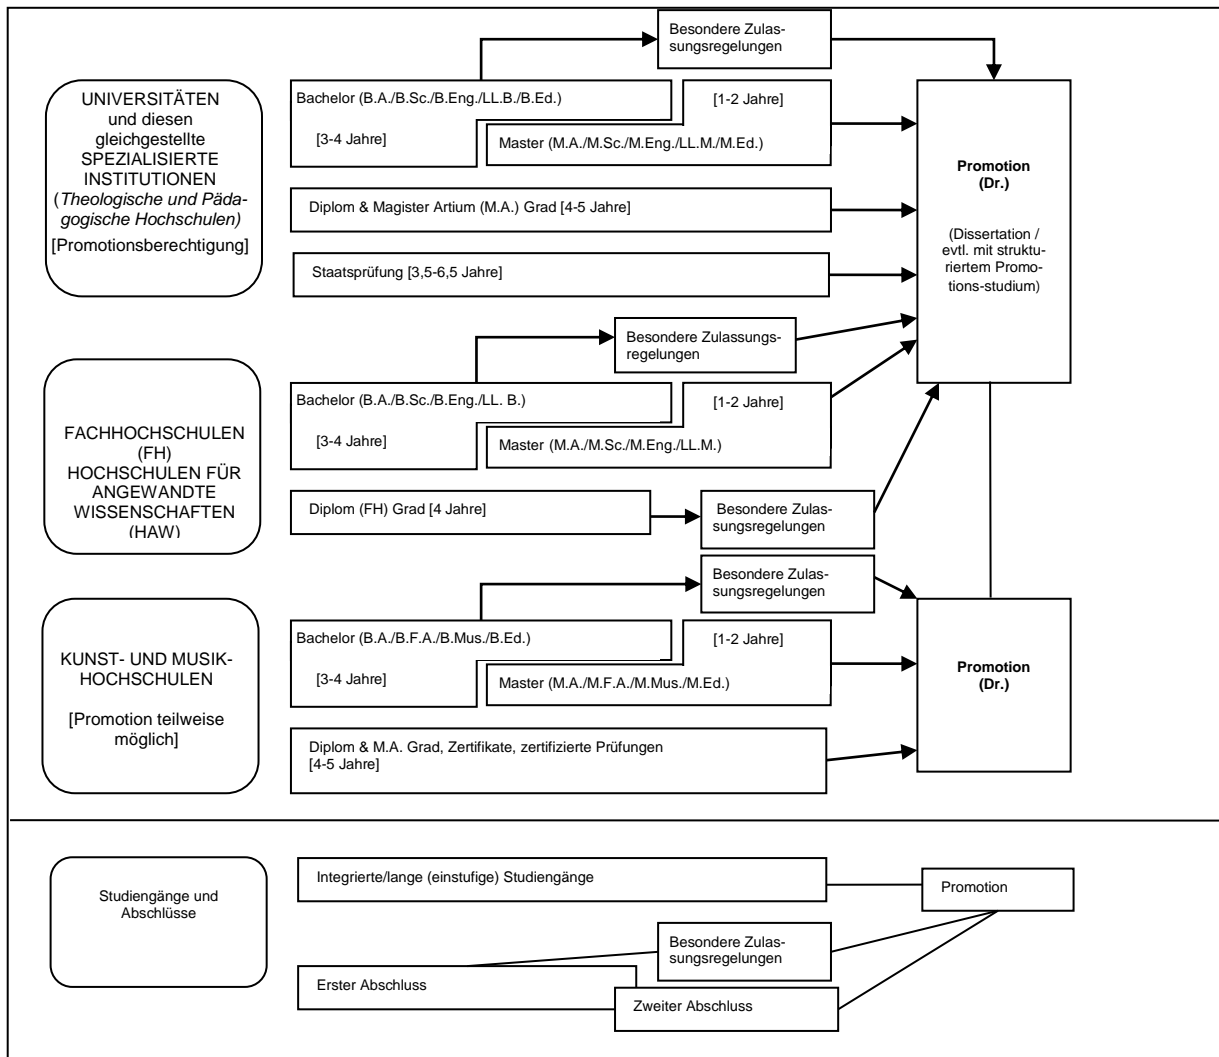 Besondere Zulas-
sungsregelungen
UNIVERSITÄTEN
und diesen
gleichgestellte
SPEZIALISIERTE
INSTITUTIONEN
(Theologische und Päda-
gogische Hochschulen)
[Promotionsberechtigung]
Bachelor (B.A./B.Sc./B.Eng./LL.B./B.Ed.)
[3-4 Jahre]
[1-2 Jahre]
Master (M.A./M.Sc./M.Eng./LL.M./M.Ed.)
Diplom & Magister Artium (M.A.) Grad [4-5 Jahre]
Staatsprüfung [3,5-6,5 Jahre]
Promotion
(Dr.)
(Dissertation /
evtl. mit struktu-
riertem Promo-
tions-studium)
Besondere Zulassungs-
regelungen
FACHHOCHSCHULEN
(FH)
HOCHSCHULEN FÜR
ANGEWANDTE
WISSENSCHAFTEN
(HAW)
Bachelor (B.A./B.Sc./B.Eng./LL. B.)
[3-4 Jahre]
[1-2 Jahre]
Master (M.A./M.Sc./M.Eng./LL.M.)
Diplom (FH) Grad [4 Jahre]
Besondere Zulas-
sungsregelungen
Besondere Zulas-
sungsregelungen
KUNST- UND MUSIK-
HOCHSCHULEN
[Promotion teilweise
möglich]
Bachelor (B.A./B.F.A./B.Mus./B.Ed.)
[3-4 Jahre]
[1-2 Jahre]
Master (M.A./M.F.A./M.Mus./M.Ed.)
Diplom & M.A. Grad, Zertifikate, zertifizierte Prüfungen
[4-5 Jahre]
Promotion
(Dr.)
Studiengänge und
Abschlüsse
Integrierte/lange (einstufige) Studiengänge
Promotion
Besondere Zulas-
sungsregelungen
Erster Abschluss
Zweiter Abschluss